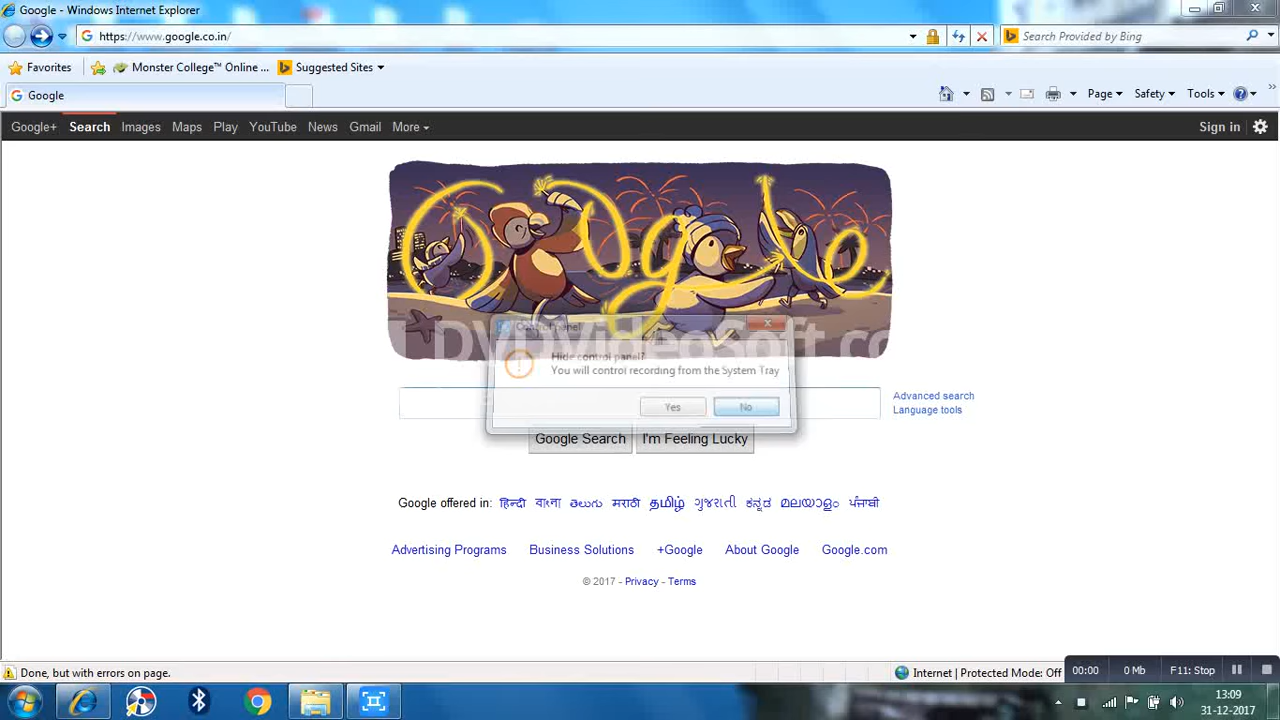 Google - Windows Internet Explorer
https://www.google.co.in/
Search Provided by Bing
Favorites
Monster College™ Online ...
Suggested Sites
Google
Page
Safety
Tools
Google+ Search Images Maps Play YouTube News Gmail More
Sign in
DVDVideoSoft.co
Control Panel
Hide control panel?
You will control recording from the System Tray
Yes
No
Advanced search
Language tools
Google Search
I'm Feeling Lucky
Google offered in: हिन्दी বাংলা తెలుగు मराठी தமிழ் ગુજરાતી ಕನ್ನಡ മലയാളം ਪੰਜਾਬੀ
Advertising Programs Business Solutions +Google About Google Google.com
© 2017 - Privacy - Terms
Done, but with errors on page.
Internet | Protected Mode: Off
00:00
0 Mb
F11: Stop
13:09
31-12-2017